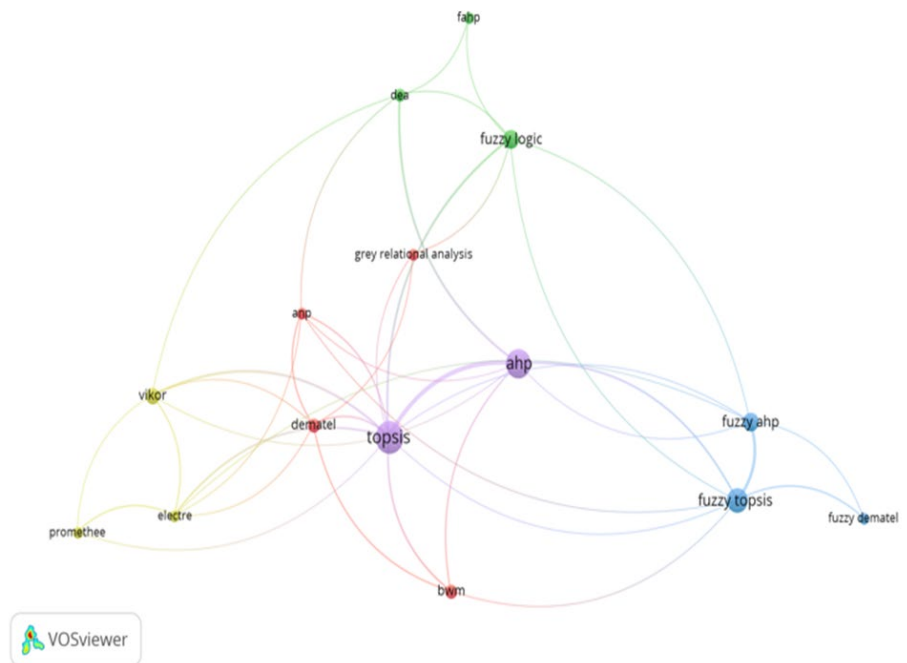 fahp
dea
fuzzy logic
grey relational analysis
anp
ahp
vikor
fuzzy ahp
dematel
topsis
fuzzy topsis
electre
fuzzy dematel
promethee
bwm
VOSviewer